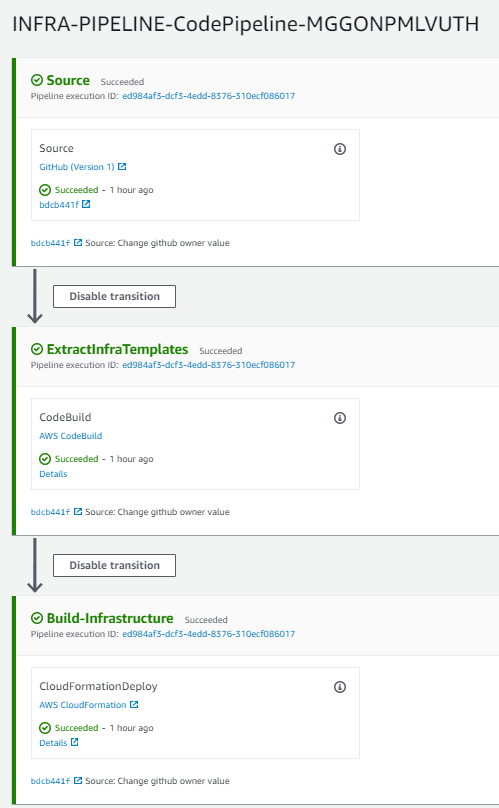 INFRA-PIPELINE-CodePipeline-MGGONPMLVUTH
Source Succeeded
Pipeline execution ID: ed984af3-dcf3-4edd-8376-310ecf086017
Source
GitHub (Version 1)
Succeeded - 1 hour ago
bdcb441f
bdcb441f Source: Change github owner value
Disable transition
ExtractInfraTemplates Succeeded
Pipeline execution ID: ed984af3-dcf3-4edd-8376-310ecf086017
CodeBuild
AWS CodeBuild
Succeeded - 1 hour ago
Details
bdcb441f Source: Change github owner value
Disable transition
Build-Infrastructure Succeeded
Pipeline execution ID: ed984af3-dcf3-4edd-8376-310ecf086017
CloudFormationDeploy
AWS CloudFormation
Succeeded - 1 hour ago
Details
bdcb441f Source: Change github owner value